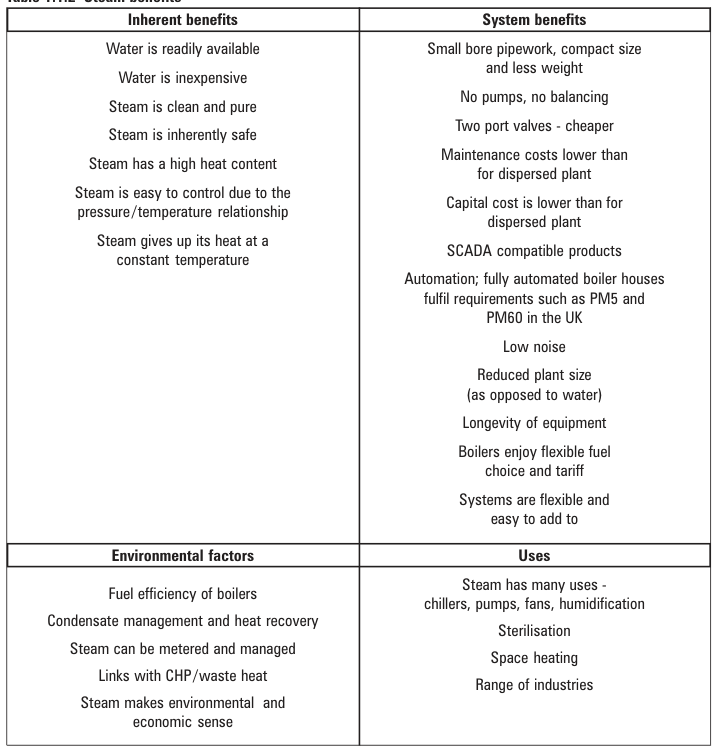 Table 1.1.2 Steam benefits
Inherent benefits
Water is readily available
Water is inexpensive
Steam is clean and pure
Steam is inherently safe
Steam has a high heat content
Steam is easy to control due to the
pressure/temperature relationship
Steam gives up its heat at a
constant temperature
System benefits
Small bore pipework, compact size
and less weight
No pumps, no balancing
Two port valves - cheaper
Maintenance costs lower than
for dispersed plant
Capital cost is lower than for
dispersed plant
SCADA compatible products
Automation; fully automated boiler houses
fulfil requirements such as PM5 and
PM60 in the UK
Low noise
Reduced plant size
(as opposed to water)
Longevity of equipment
Boilers enjoy flexible fuel
choice and tariff
Systems are flexible and
easy to add to
Environmental factors
Fuel efficiency of boilers
Condensate management and heat recovery
Steam can be metered and managed
Links with CHP/waste heat
Steam makes environmental and
economic sense
Uses
Steam has many uses -
chillers, pumps, fans, humidification
Sterilisation
Space heating
Range of industries